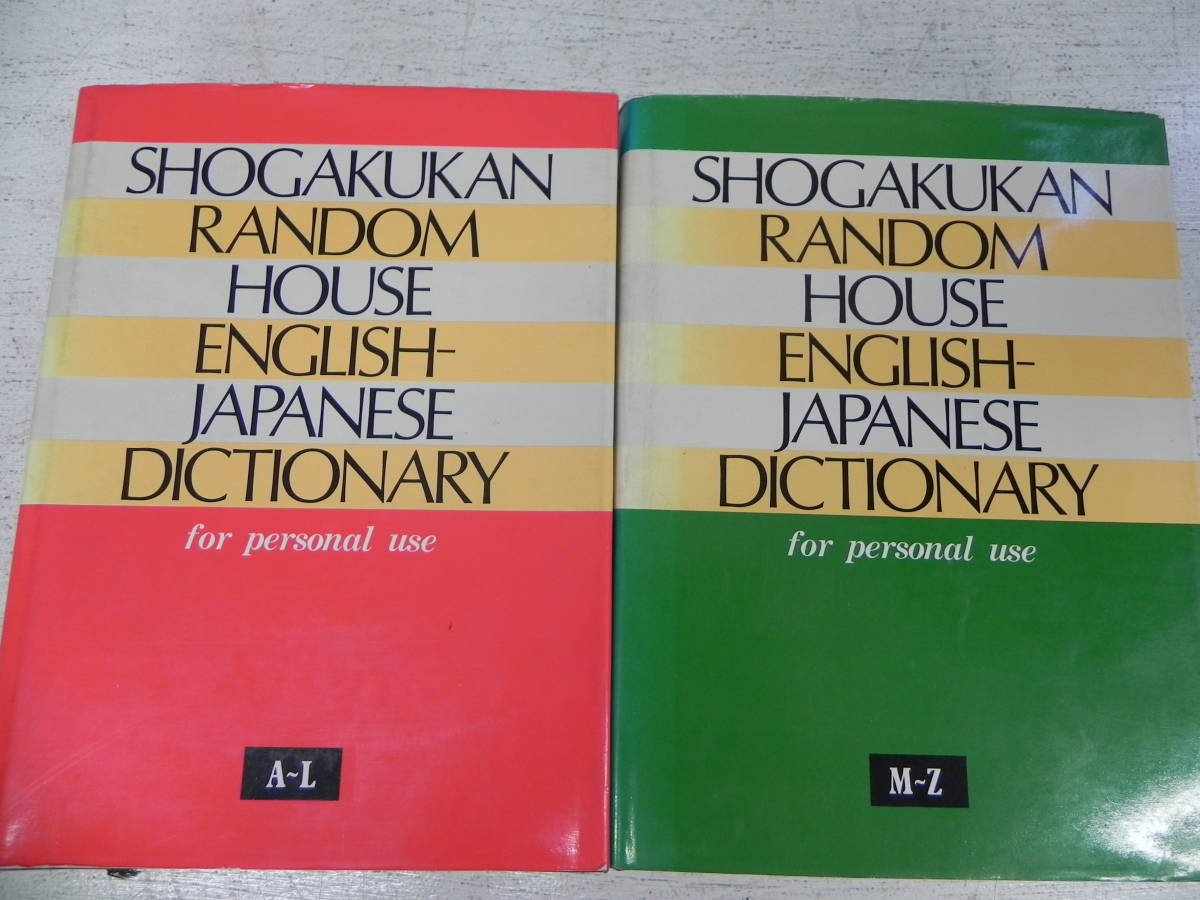 SHOGAKUKAN
RANDOM
HOUSE
ENGLISH-
JAPANESE
DICTIONARY
for personal use
A~L
SHOGAKUKAN
RANDOM
HOUSE
ENGLISH-
JAPANESE
DICTIONARY
for personal use
M~Z